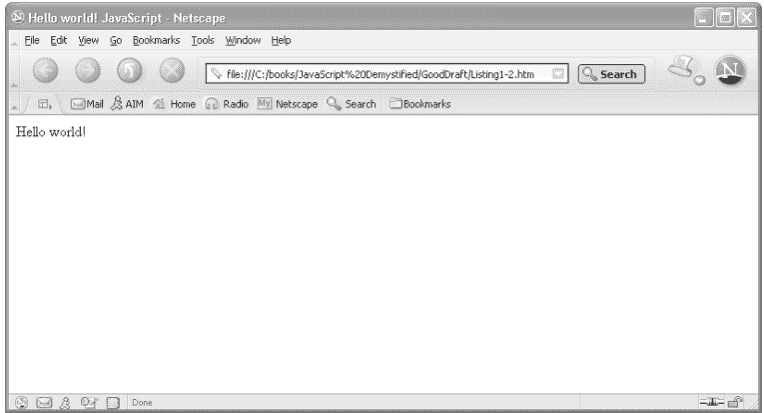 Hello world! JavaScript - Netscape
File Edit View Go Bookmarks Tools Window Help
file:///C:/books/JavaScript%20Demystified/GoodDraft/Listing1-2.htm Search N
Mail AIM Home Radio My Netscape Search Bookmarks
Hello world!
Done